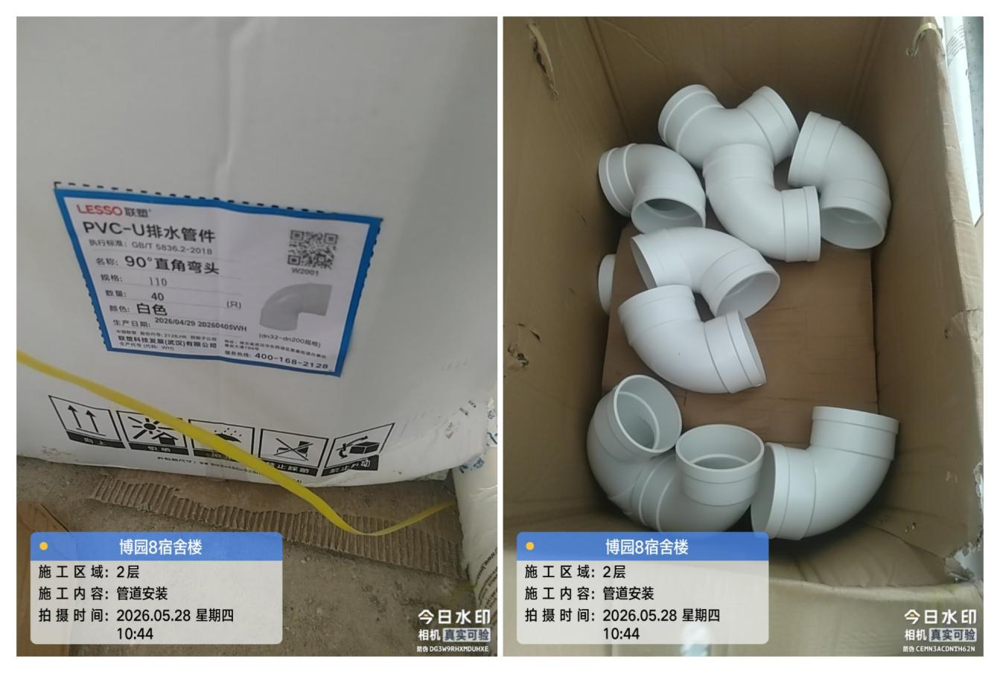 LESSO 联塑
PVC-U排水管件
执行标准：GB/T 5836.2-2018
名称：90°直角弯头
规格：110
数量：40 (只)
颜色：白色
生产日期：2026/04/29 20260405WH
联塑科技发展(武汉)有限公司
生产代号 (代码：WH)
W2001
(dn32-dn200规格)
服务热线：400-168-2128
向上
怕晒
禁止踩踏
博园8宿舍楼
施工区域：2层
施工内容：管道安装
拍摄时间：2026.05.28 星期四
10:44
今日水印
相机 真实可验
防伪 DG3W9RHXMDUHXE
博园8宿舍楼
施工区域：2层
施工内容：管道安装
拍摄时间：2026.05.28 星期四
10:44
今日水印
相机 真实可验
防伪 CEMN3ACDNTH62N